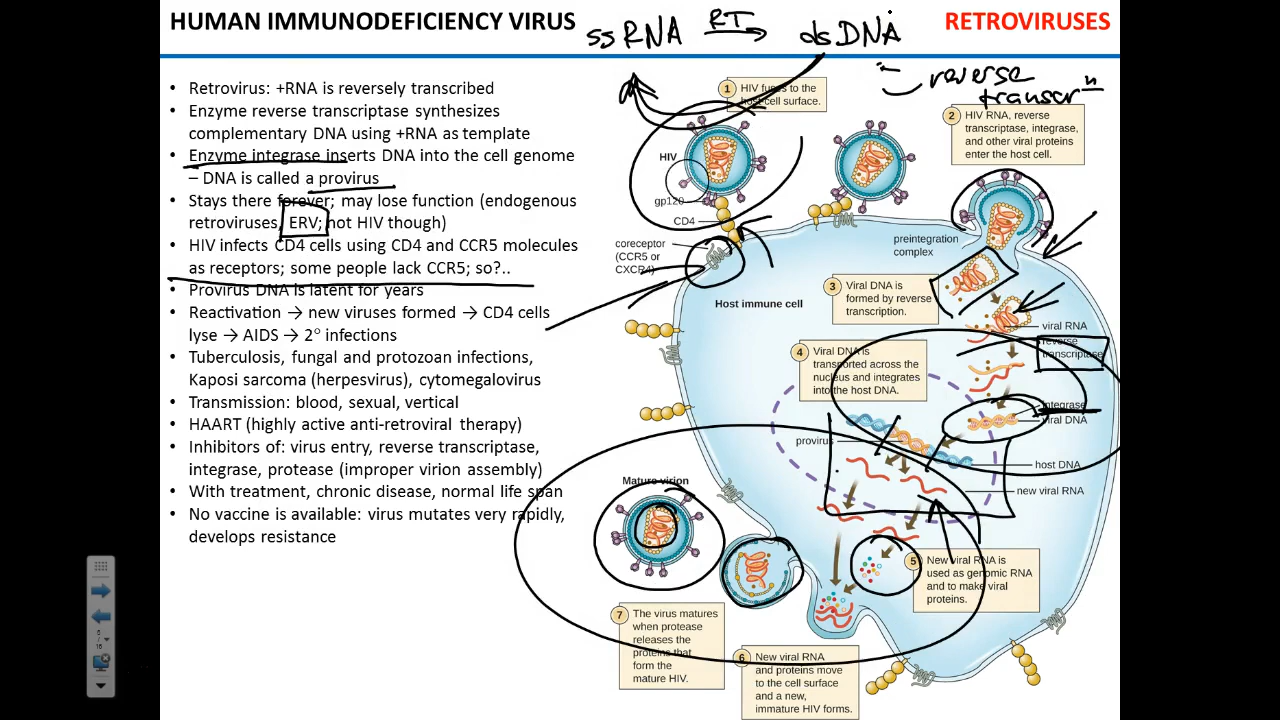 HUMAN IMMUNODEFICIENCY VIRUS
ssRNA RT dsDNA
RETROVIRUSES
reverse
transcr"
• Retrovirus: +RNA is reversely transcribed
• Enzyme reverse transcriptase synthesizes
complementary DNA using +RNA as template
• Enzyme integrase inserts DNA into the cell genome
– DNA is called a provirus
• Stays there forever; may lose function (endogenous
retroviruses, ERV; not HIV though)
• HIV infects CD4 cells using CD4 and CCR5 molecules
as receptors; some people lack CCR5; so?..
• Provirus DNA is latent for years
• Reactivation → new viruses formed → CD4 cells
lyse → AIDS → 2° infections
• Tuberculosis, fungal and protozoan infections,
Kaposi sarcoma (herpesvirus), cytomegalovirus
• Transmission: blood, sexual, vertical
• HAART (highly active anti-retroviral therapy)
• Inhibitors of: virus entry, reverse transcriptase,
integrase, protease (improper virion assembly)
• With treatment, chronic disease, normal life span
• No vaccine is available: virus mutates very rapidly,
develops resistance
1 HIV fuses to the
host-cell surface.
HIV
gp120
CD4
coreceptor
(CCR5 or
CXCR4)
Host immune cell
2 HIV RNA, reverse
transcriptase, integrase,
and other viral proteins
enter the host cell.
preintegration
complex
3 Viral DNA is
formed by reverse
transcription.
viral RNA
reverse
transcriptase
4 Viral DNA is
transported across the
nucleus and integrates
into the host DNA.
integrase
viral DNA
provirus
host DNA
new viral RNA
Mature virion
5 New viral RNA is
used as genomic RNA
and to make viral
proteins.
7 The virus matures
when protease
releases the
proteins that
form the
mature HIV.
6 New viral RNA
and proteins move
to the cell surface
and a new,
immature HIV forms.